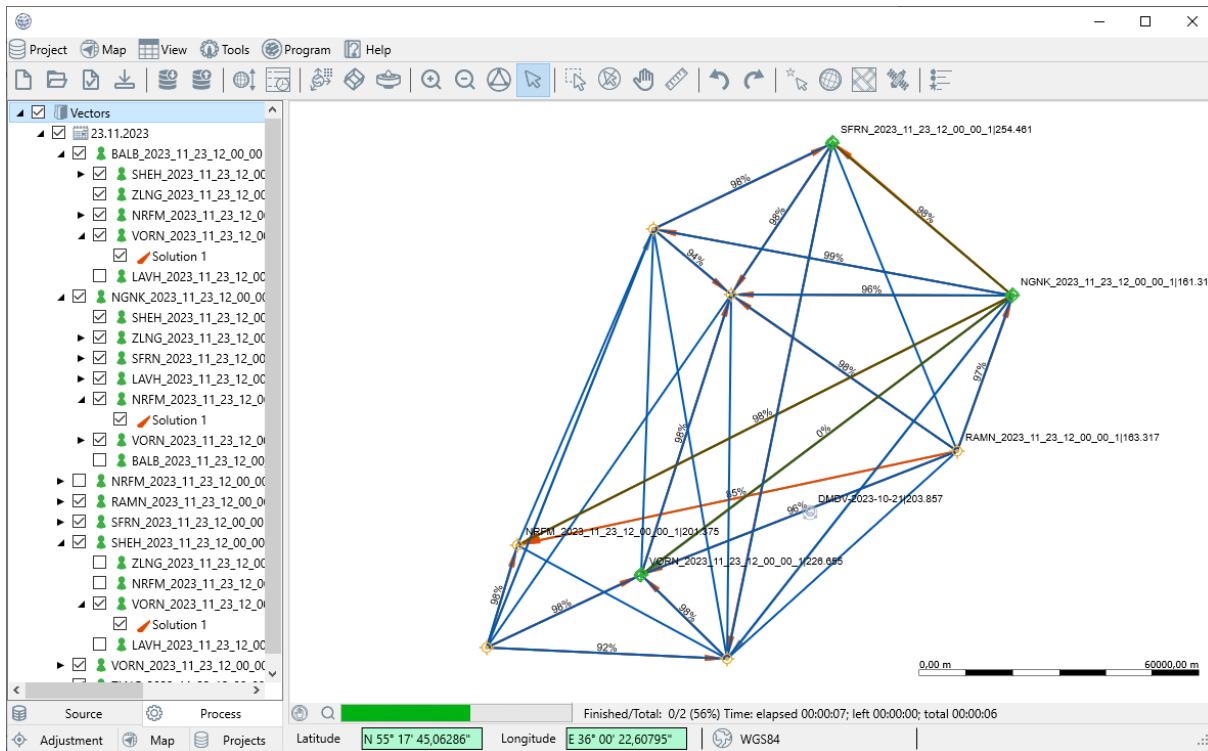 Project Map View Tools Program Help
Vectors
23.11.2023
BALB_2023_11_23_12_00_00
SHEH_2023_11_23_12_00
ZLNG_2023_11_23_12_00
NRFM_2023_11_23_12_00
VORN_2023_11_23_12_00
Solution 1
LAVH_2023_11_23_12_00
NGNK_2023_11_23_12_00_00
SHEH_2023_11_23_12_00
ZLNG_2023_11_23_12_00
SFRN_2023_11_23_12_00
LAVH_2023_11_23_12_00
NRFM_2023_11_23_12_00
Solution 1
VORN_2023_11_23_12_00
BALB_2023_11_23_12_00
NRFM_2023_11_23_12_00_00
RAMN_2023_11_23_12_00_00
SFRN_2023_11_23_12_00_00
SHEH_2023_11_23_12_00_00
ZLNG_2023_11_23_12_00
NRFM_2023_11_23_12_00
VORN_2023_11_23_12_00
Solution 1
LAVH_2023_11_23_12_00
VORN_2023_11_23_12_00_00
Source Process
Adjustment Map Projects
SFRN_2023_11_23_12_00_00_1|254.461
98%
98%
98%
94%
99%
NGNK_2023_11_23_12_00_00_1|161.31
96%
98%
97%
98%
0%
98%
RAMN_2023_11_23_12_00_00_1|163.317
85%
DMDV-2023-10-21|203.857
96%
NRFM_2023_11_23_12_00_00_1|201.375
VORN_2023_11_23_12_00_00_1|226.655
98%
98%
98%
92%
0,00 m 60000,00 m
Finished/Total: 0/2 (56%) Time: elapsed 00:00:07; left 00:00:00; total 00:00:06
Latitude N 55° 17' 45,06286" Longitude E 36° 00' 22,60795" WGS84